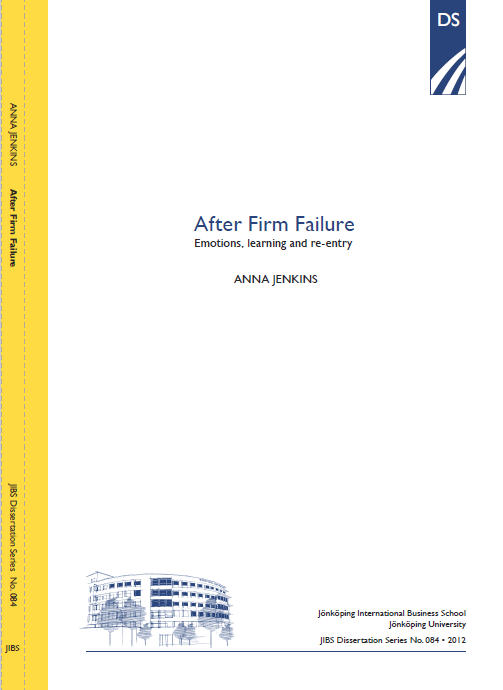 DS
ANNA JENKINS
After Firm Failure
After Firm Failure
Emotions, learning and re-entry
ANNA JENKINS
JIBS Dissertation Series No. 084
JIBS
Jönköping International Business School
Jönköping University
JIBS Dissertation Series No. 084 • 2012